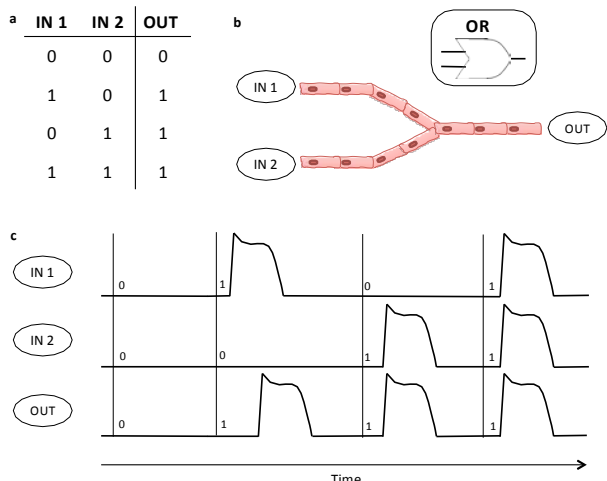 a IN 1 IN 2 OUT
0 0 0
1 0 1
0 1 1
1 1 1
b
OR
IN 1
OUT
IN 2
c
IN 1
0 1 0 1
IN 2
0 0 1 1
OUT
0 1 1 1
Time